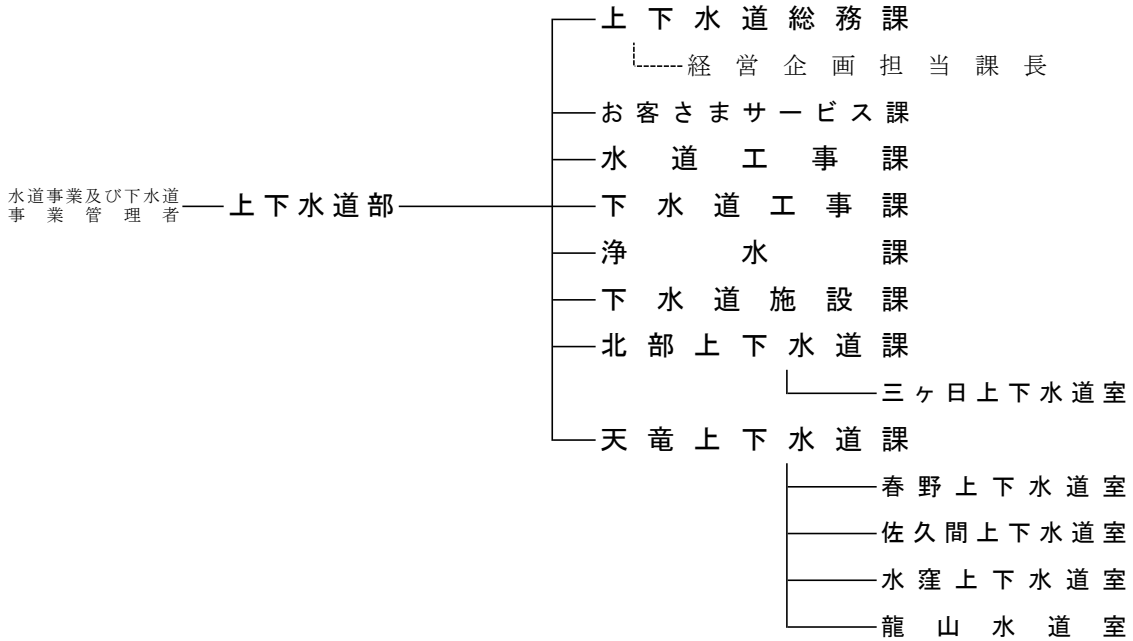 水道事業及び下水道
事業管理者
上下水道部
上下水道総務課
経営企画担当課長
お客さまサービス課
水道工事課
下水道工事課
浄水課
下水道施設課
北部上下水道課
三ヶ日上下水道室
天竜上下水道課
春野上下水道室
佐久間上下水道室
水窪上下水道室
龍山水道室